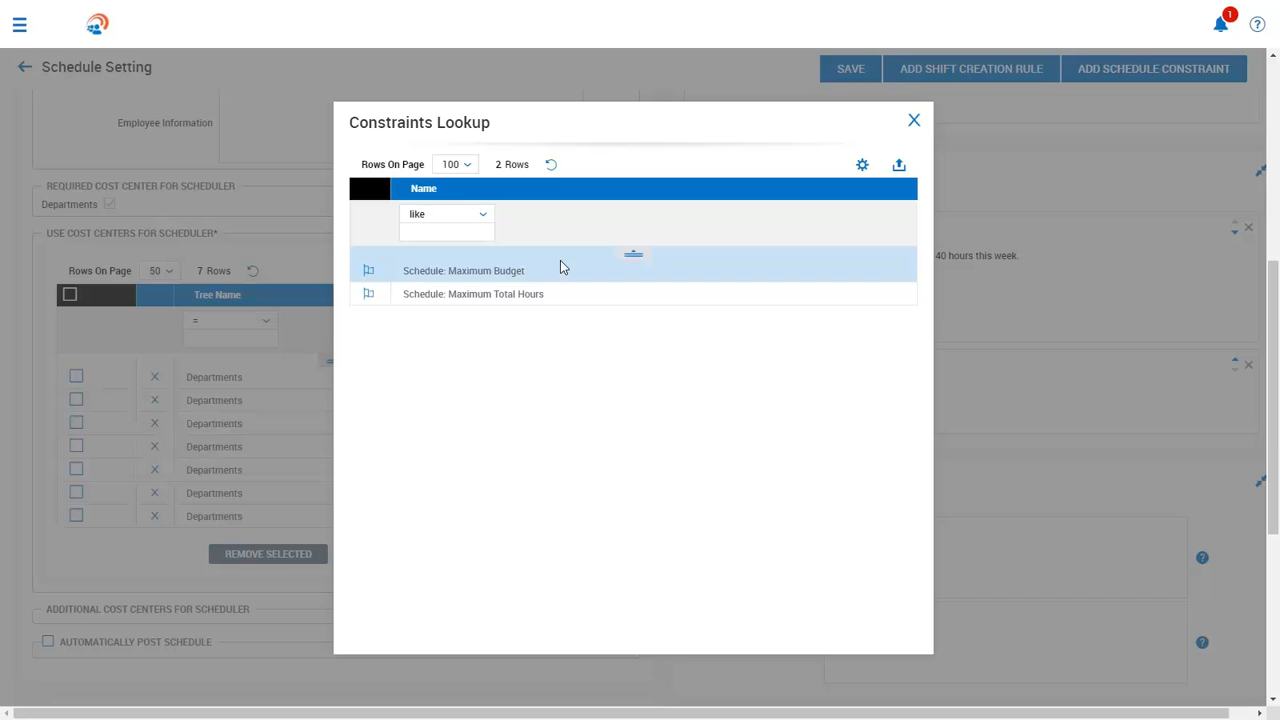 1
Schedule Setting
SAVE
ADD SHIFT CREATION RULE
ADD SCHEDULE CONSTRAINT
Employee Information
REQUIRED COST CENTER FOR SCHEDULER
Departments
USE COST CENTERS FOR SCHEDULER*
Rows On Page 50 7 Rows
Tree Name
=
Departments
Departments
Departments
Departments
Departments
Departments
Departments
REMOVE SELECTED
ADDITIONAL COST CENTERS FOR SCHEDULER
AUTOMATICALLY POST SCHEDULE
Constraints Lookup
Rows On Page 100 2 Rows
Name
like
Schedule: Maximum Budget
Schedule: Maximum Total Hours
40 hours this week.
?
?
?